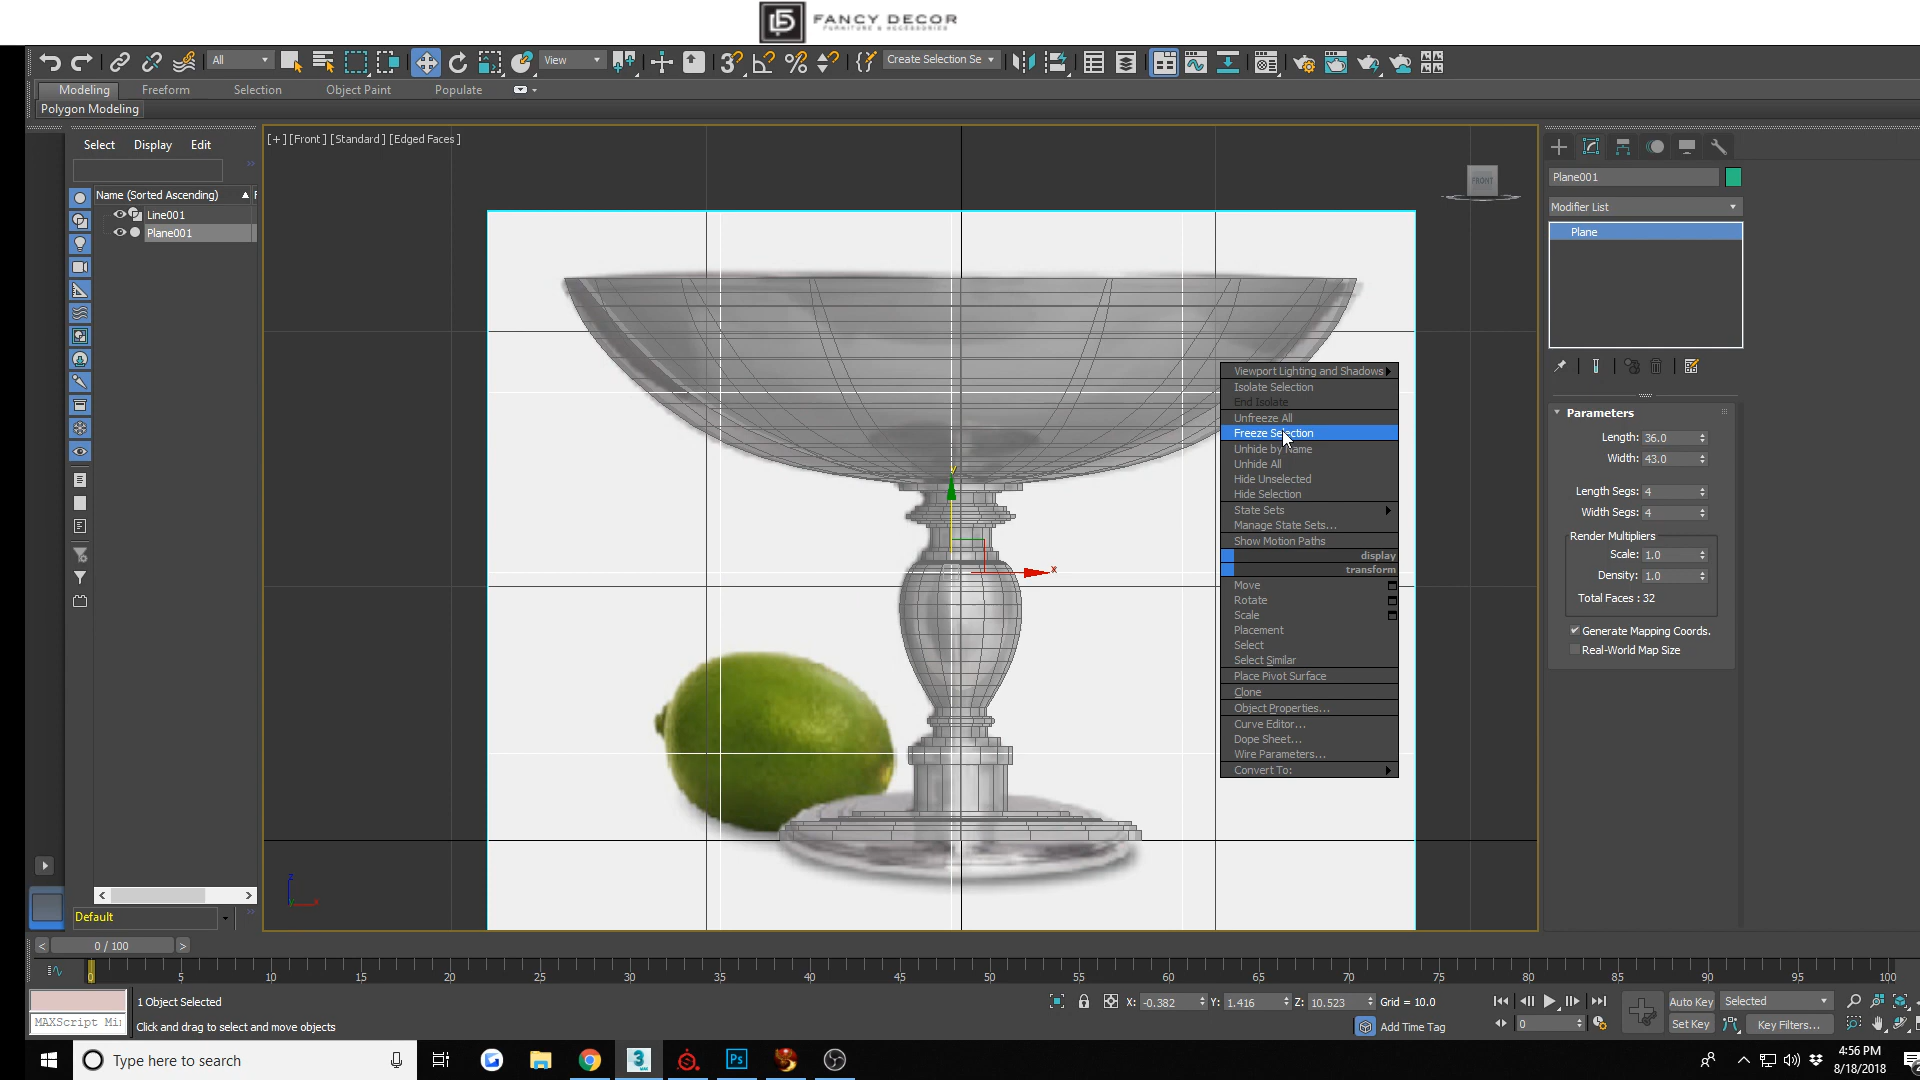 FANCY DECOR
FURNITURE & ACCESSORIES
All
View
Create Selection Se
Modeling
Freeform
Selection
Object Paint
Populate
Polygon Modeling
Select
Display
Edit
Name (Sorted Ascending)
F
Line001
Plane001
[+] [Front] [Standard] [Edged Faces]
FRONT
Plane001
Modifier List
Plane
Parameters
Length: 36.0
Width: 43.0
Length Segs: 4
Width Segs: 4
Render Multipliers
Scale: 1.0
Density: 1.0
Total Faces : 32
Generate Mapping Coords.
Real-World Map Size
Viewport Lighting and Shadows
Isolate Selection
End Isolate
Unfreeze All
Freeze Selection
Unhide by Name
Unhide All
Hide Unselected
Hide Selection
State Sets
Manage State Sets...
Show Motion Paths
display
transform
Move
Rotate
Scale
Placement
Select
Select Similar
Place Pivot Surface
Clone
Object Properties...
Curve Editor...
Dope Sheet...
Wire Parameters...
Convert To:
y
x
z
x
Default
0 / 100
0 5 10 15 20 25 30 35 40 45 50 55 60 65 70 75 80 85 90 95 100
1 Object Selected
MAXScript Mi
Click and drag to select and move objects
X: -0.382 Y: 1.416 Z: 10.523 Grid = 10.0
Add Time Tag
0
Auto Key
Selected
Set Key
Key Filters...
Type here to search
3
MAX
Ps
4:56 PM
8/18/2018